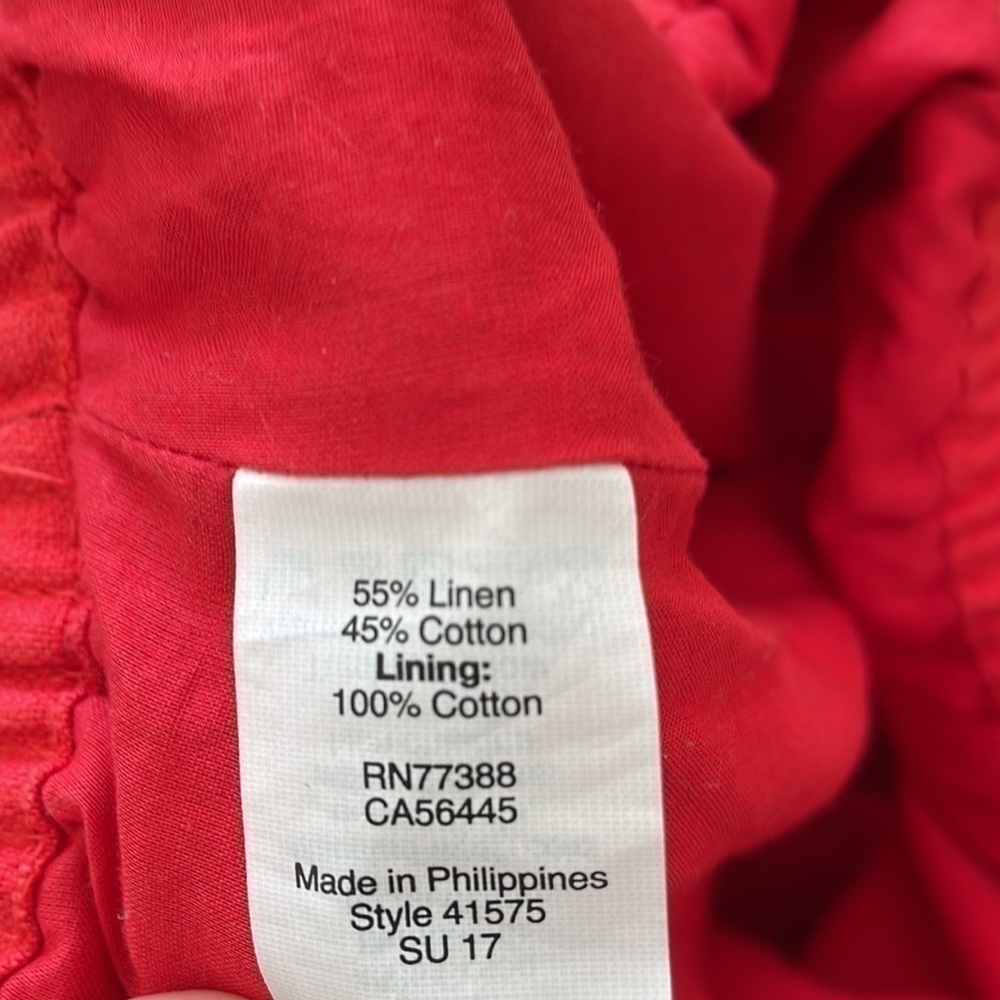 55% Linen
45% Cotton
Lining:
100% Cotton
RN77388
CA56445
Made in Philippines
Style 41575
SU 17